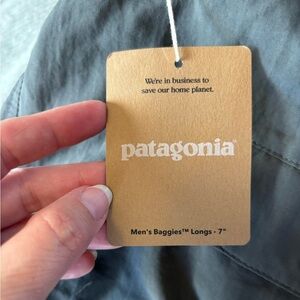 We're in business to
save our home planet.
patagonia®
Men's Baggies™ Longs - 7"